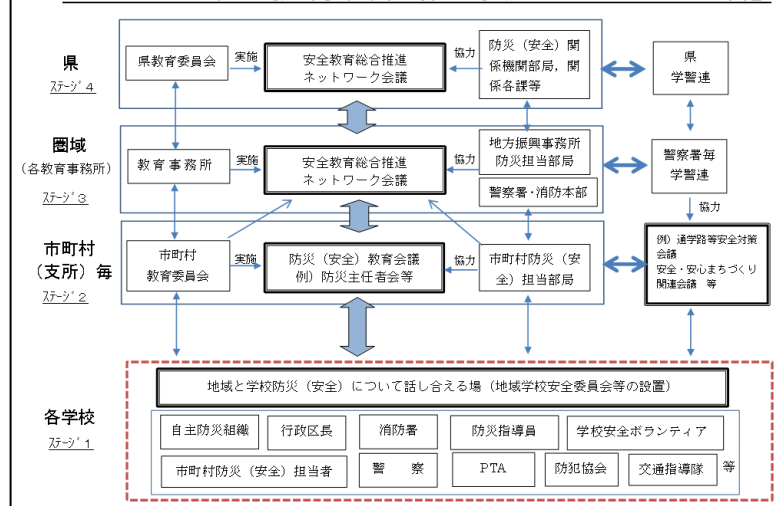 県
ステージ４
県教育委員会
実施
安全教育総合推進
ネットワーク会議
協力
防災（安全）関
係機関部局，関
係各課等
県
学警連
圏域
（各教育事務所）
ステージ３
教育事務所
実施
安全教育総合推進
ネットワーク会議
協力
地方振興事務所
防災担当部局
警察署・消防本部
警察署毎
学警連
協力
市町村
（支所）毎
ステージ２
市町村
教育委員会
実施
防災（安全）教育会議
例）防災主任者会等
協力
市町村防災（安
全）担当部局
例）通学路等安全対策
会議
安全・安心まちづくり
関連会議　等
各学校
ステージ１
地域と学校防災（安全）について話し合える場（地域学校安全委員会等の設置）
自主防災組織
行政区長
消防署
防災指導員
学校安全ボランティア
市町村防災（安全）担当者
警　察
PTA
防犯協会
交通指導隊
等